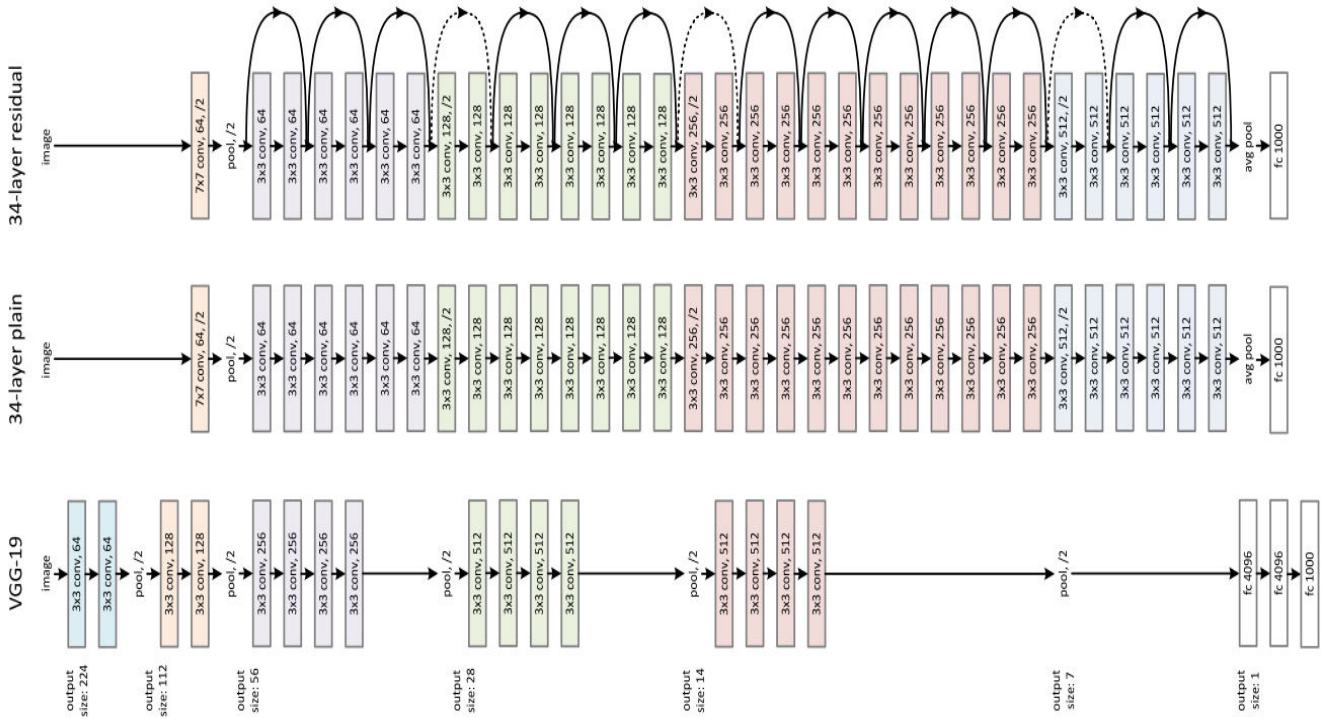 output
size: 224
output
size: 112
output
size: 56
output
size: 28
output
size: 14
output
size: 7
output
size: 1
VGG-19
image
3x3 conv, 64
3x3 conv, 64
pool, /2
3x3 conv, 128
3x3 conv, 128
pool, /2
3x3 conv, 256
3x3 conv, 256
3x3 conv, 256
3x3 conv, 256
pool, /2
3x3 conv, 512
3x3 conv, 512
3x3 conv, 512
3x3 conv, 512
pool, /2
3x3 conv, 512
3x3 conv, 512
3x3 conv, 512
3x3 conv, 512
pool, /2
fc 4096
fc 4096
fc 1000
34-layer plain
image
7x7 conv, 64, /2
pool, /2
3x3 conv, 64
3x3 conv, 64
3x3 conv, 64
3x3 conv, 64
3x3 conv, 64
3x3 conv, 64
3x3 conv, 128, /2
3x3 conv, 128
3x3 conv, 128
3x3 conv, 128
3x3 conv, 128
3x3 conv, 128
3x3 conv, 128
3x3 conv, 128
3x3 conv, 256, /2
3x3 conv, 256
3x3 conv, 256
3x3 conv, 256
3x3 conv, 256
3x3 conv, 256
3x3 conv, 256
3x3 conv, 256
3x3 conv, 256
3x3 conv, 256
3x3 conv, 256
3x3 conv, 256
3x3 conv, 512, /2
3x3 conv, 512
3x3 conv, 512
3x3 conv, 512
3x3 conv, 512
3x3 conv, 512
avg pool
fc 1000
34-layer residual
image
7x7 conv, 64, /2
pool, /2
3x3 conv, 64
3x3 conv, 64
3x3 conv, 64
3x3 conv, 64
3x3 conv, 64
3x3 conv, 64
3x3 conv, 128, /2
3x3 conv, 128
3x3 conv, 128
3x3 conv, 128
3x3 conv, 128
3x3 conv, 128
3x3 conv, 128
3x3 conv, 128
3x3 conv, 256, /2
3x3 conv, 256
3x3 conv, 256
3x3 conv, 256
3x3 conv, 256
3x3 conv, 256
3x3 conv, 256
3x3 conv, 256
3x3 conv, 256
3x3 conv, 256
3x3 conv, 256
3x3 conv, 256
3x3 conv, 512, /2
3x3 conv, 512
3x3 conv, 512
3x3 conv, 512
3x3 conv, 512
3x3 conv, 512
avg pool
fc 1000